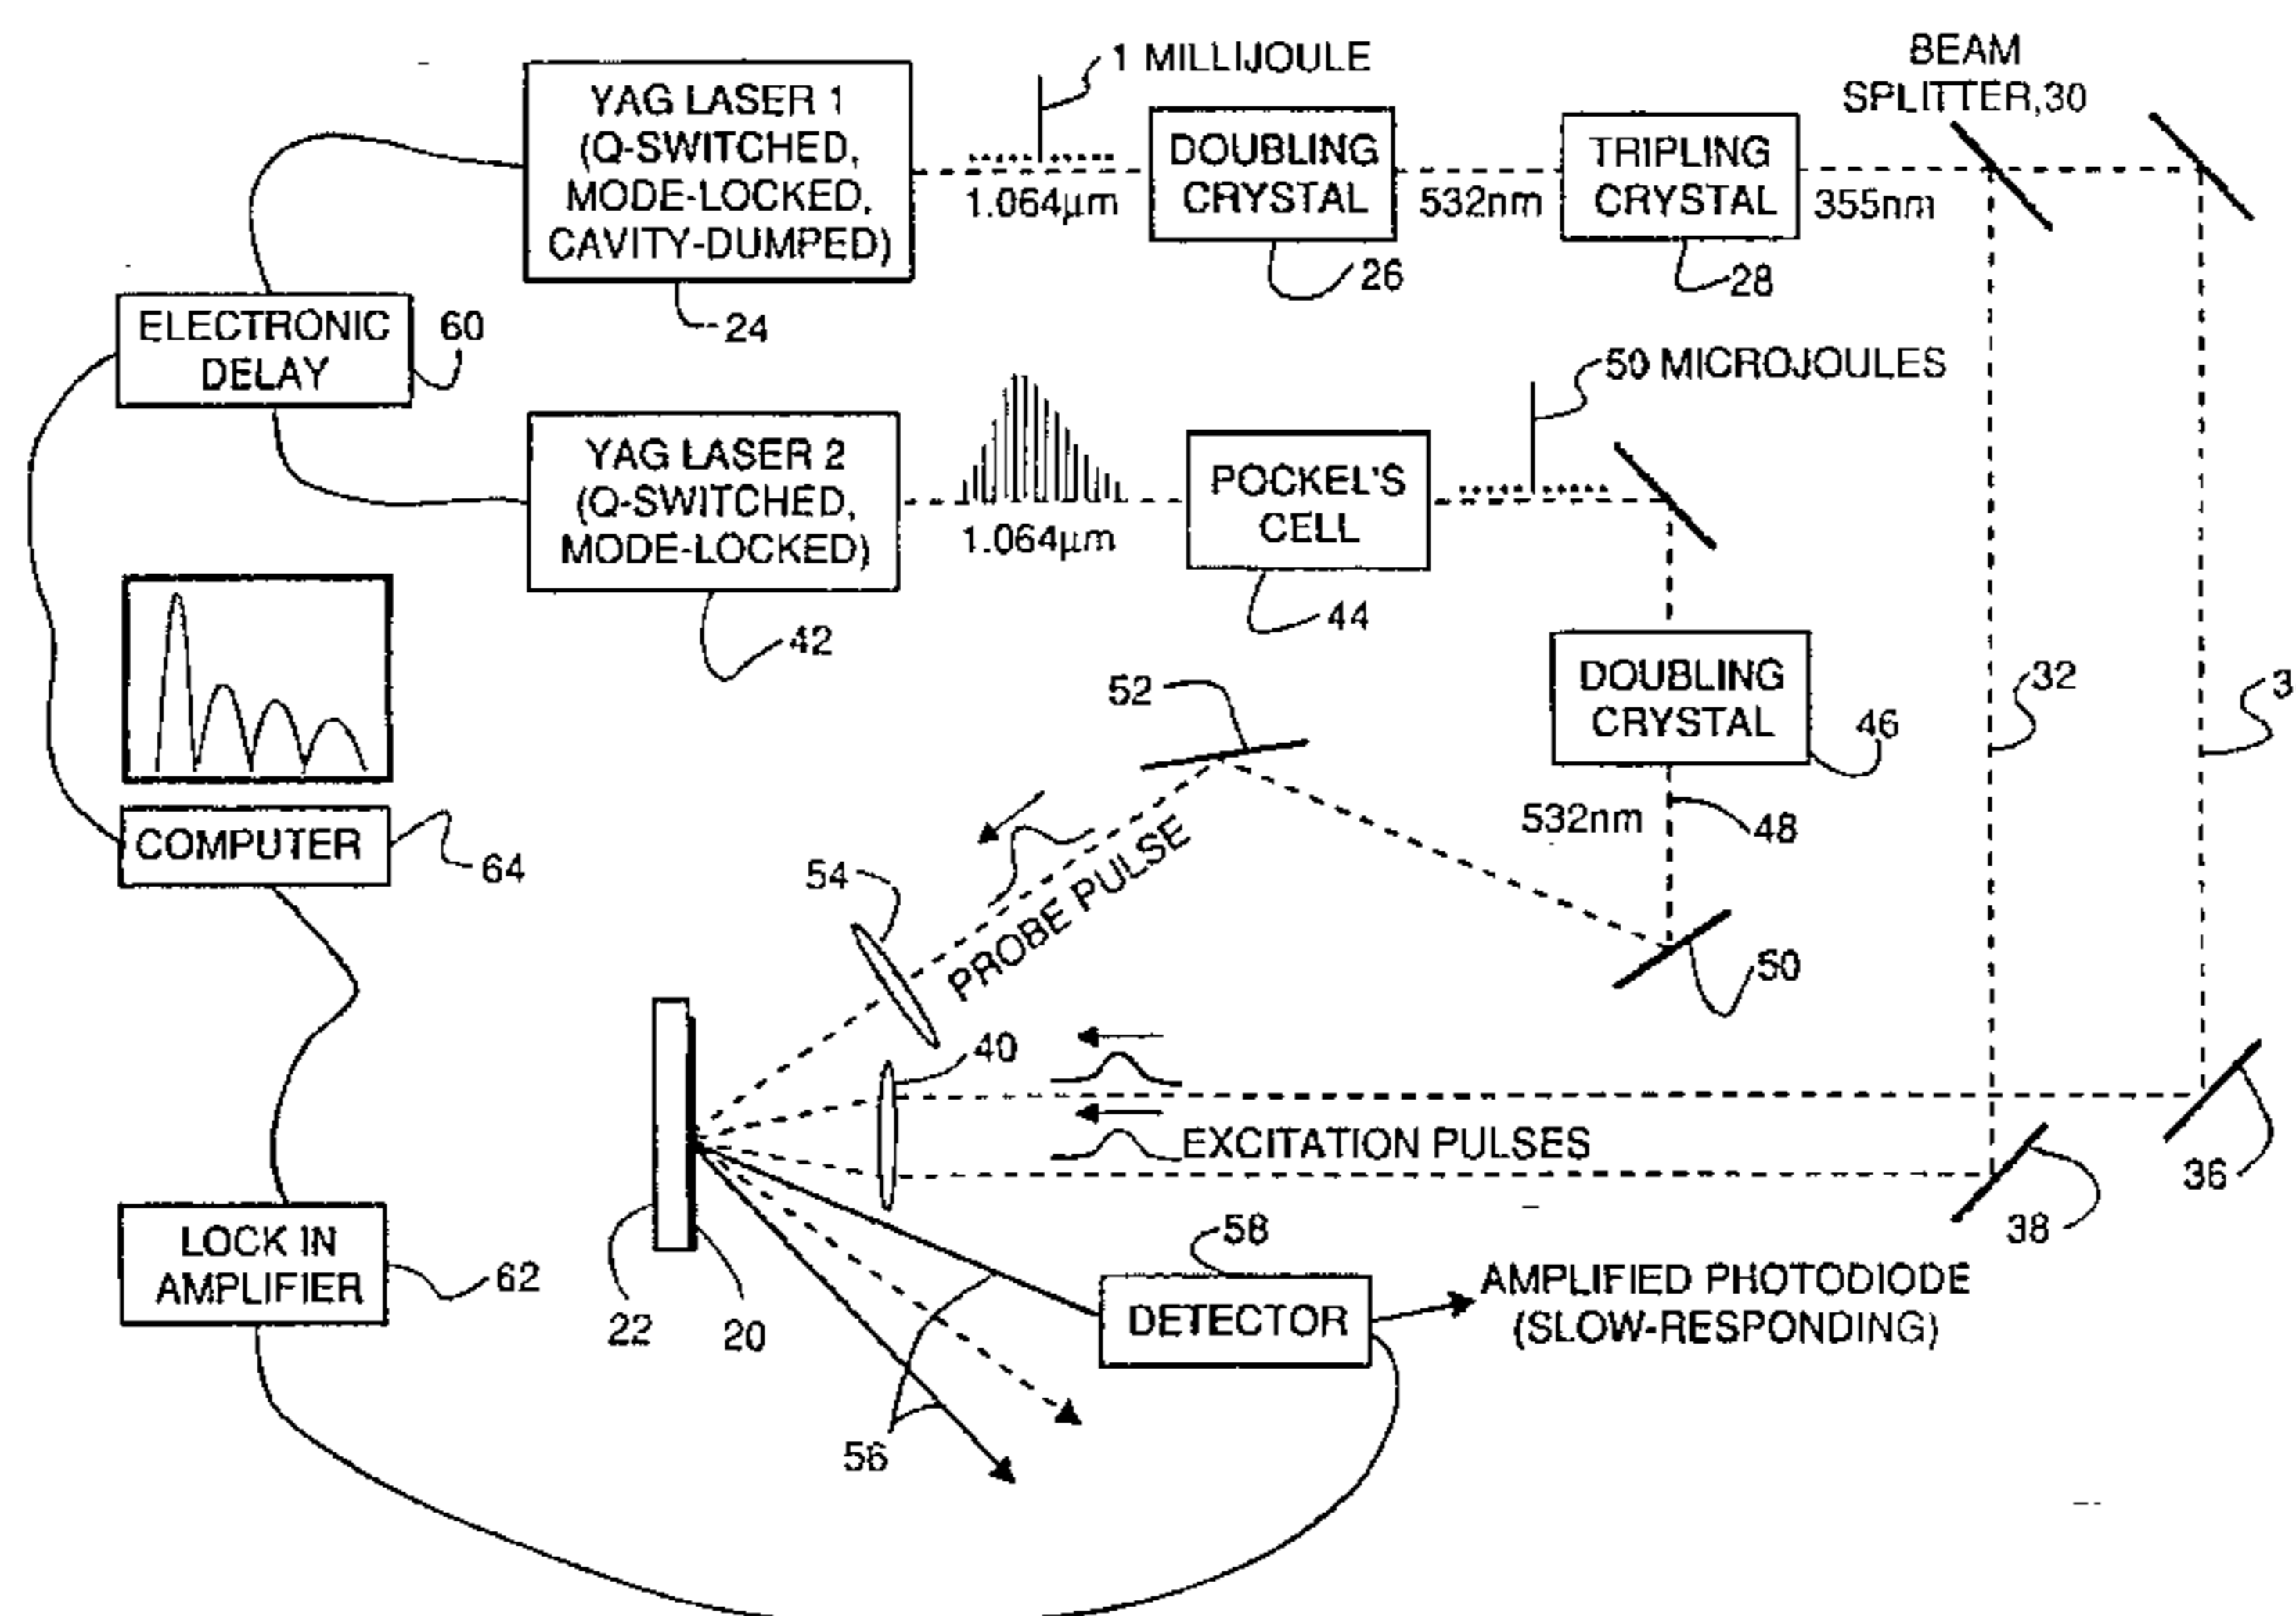 1 MILLIJOULE
BEAM
SPLITTER,30
YAG LASER 1
(Q-SWITCHED,
MODE-LOCKED,
CAVITY-DUMPED)
24
1.064µm
DOUBLING
CRYSTAL
26
532nm
TRIPLING
CRYSTAL
28
355nm
ELECTRONIC
DELAY
60
50 MICROJOULES
YAG LASER 2
(Q-SWITCHED,
MODE-LOCKED)
42
1.064µm
POCKEL'S
CELL
44
DOUBLING
CRYSTAL
46
32
3
52
532nm
48
COMPUTER
64
54
PROBE PULSE
50
40
EXCITATION PULSES
36
38
LOCK IN
AMPLIFIER
62
22
20
58
DETECTOR
AMPLIFIED PHOTODIODE
(SLOW-RESPONDING)
56